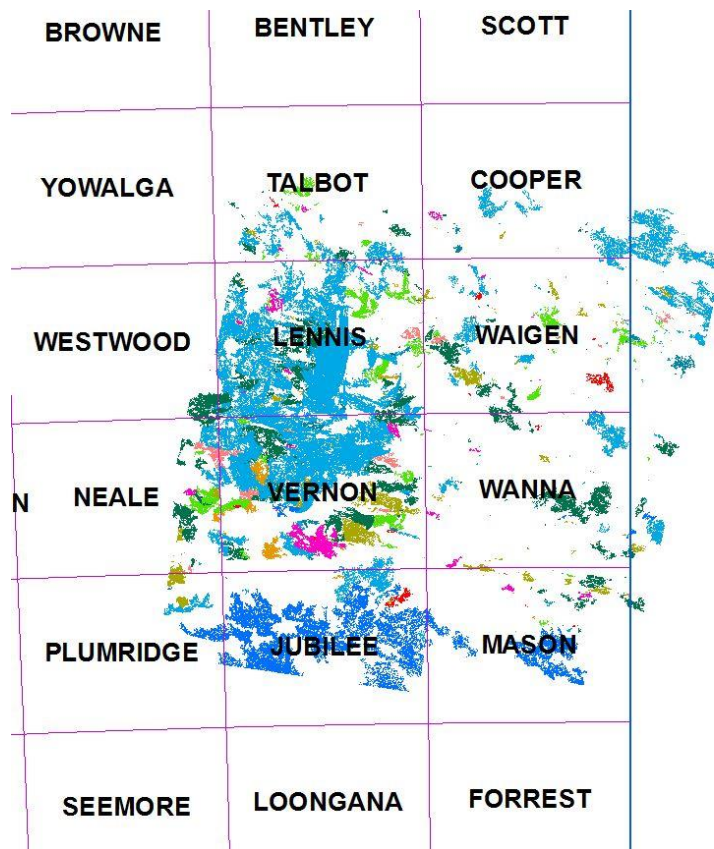 BROWNE BENTLEY SCOTT
YOWALGA TALBOT COOPER
WESTWOOD LENNIS WAIGEN
N NEALE VERNON WANNA
PLUMRIDGE JUBILEE MASON
SEEMORE LOONGANA FORREST